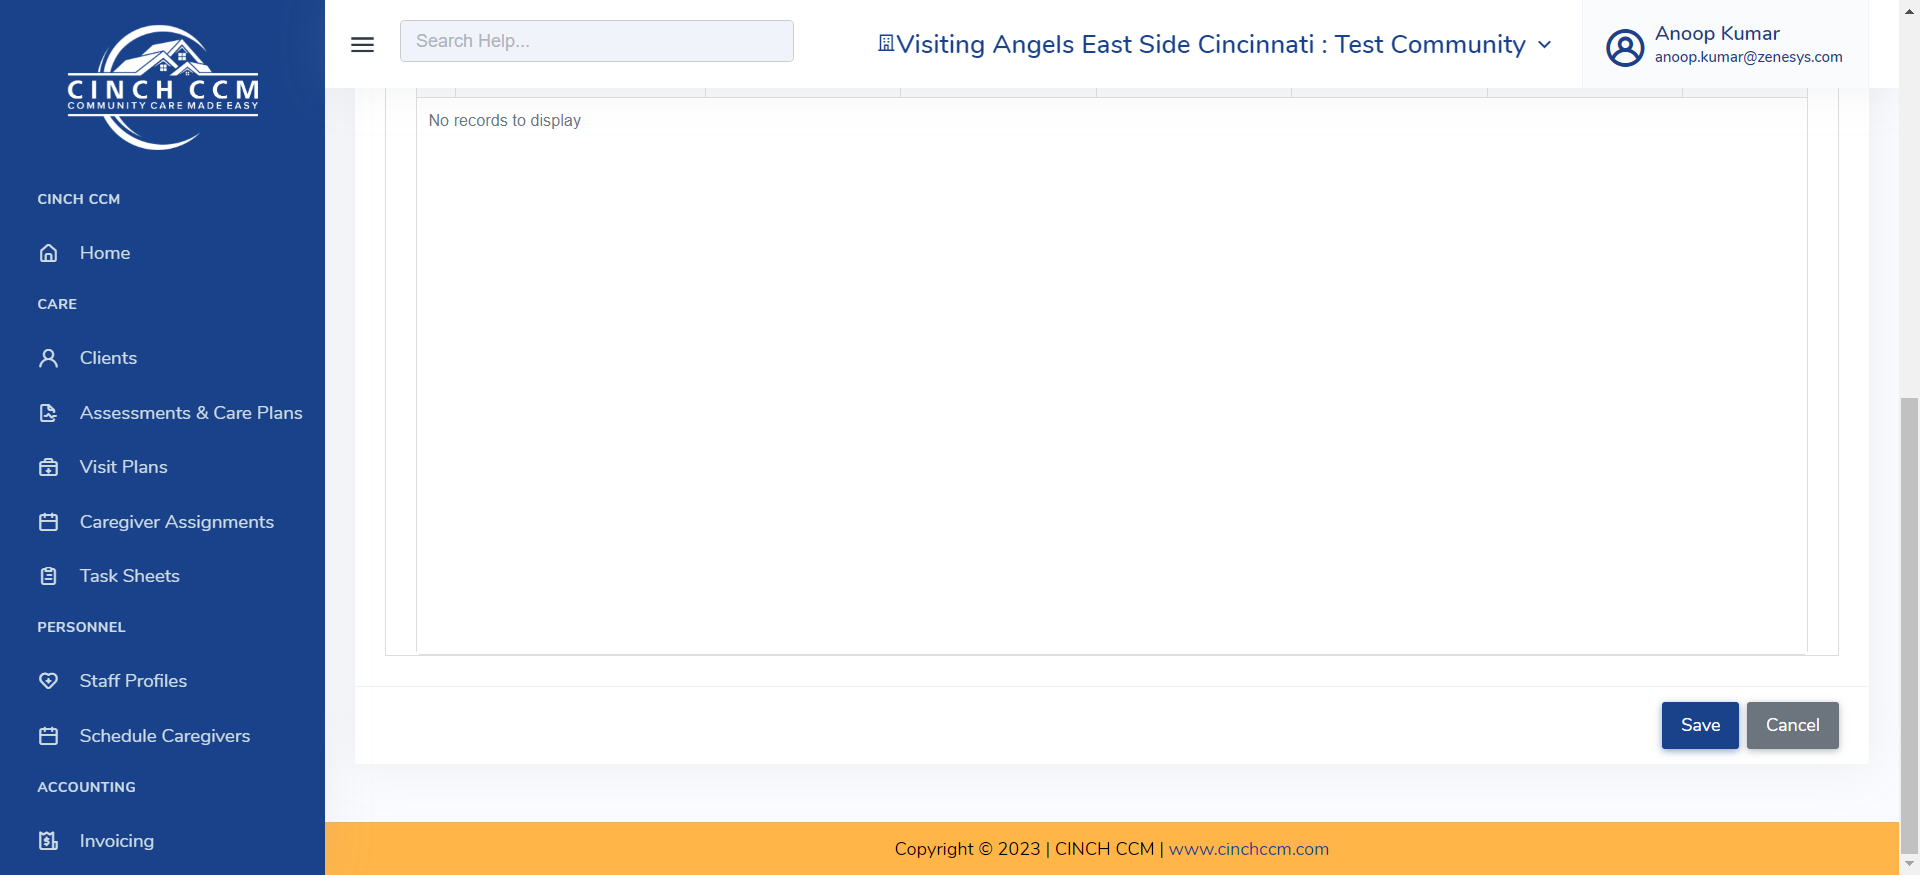 CINCH CCM
COMMUNITY CARE MADE EASY
CINCH CCM
Home
CARE
Clients
Assessments & Care Plans
Visit Plans
Caregiver Assignments
Task Sheets
PERSONNEL
Staff Profiles
Schedule Caregivers
ACCOUNTING
Invoicing
Search Help...
Visiting Angels East Side Cincinnati : Test Community
Anoop Kumar
anoop.kumar@zenesys.com
No records to display
Save
Cancel
Copyright © 2023 | CINCH CCM | www.cinchccm.com